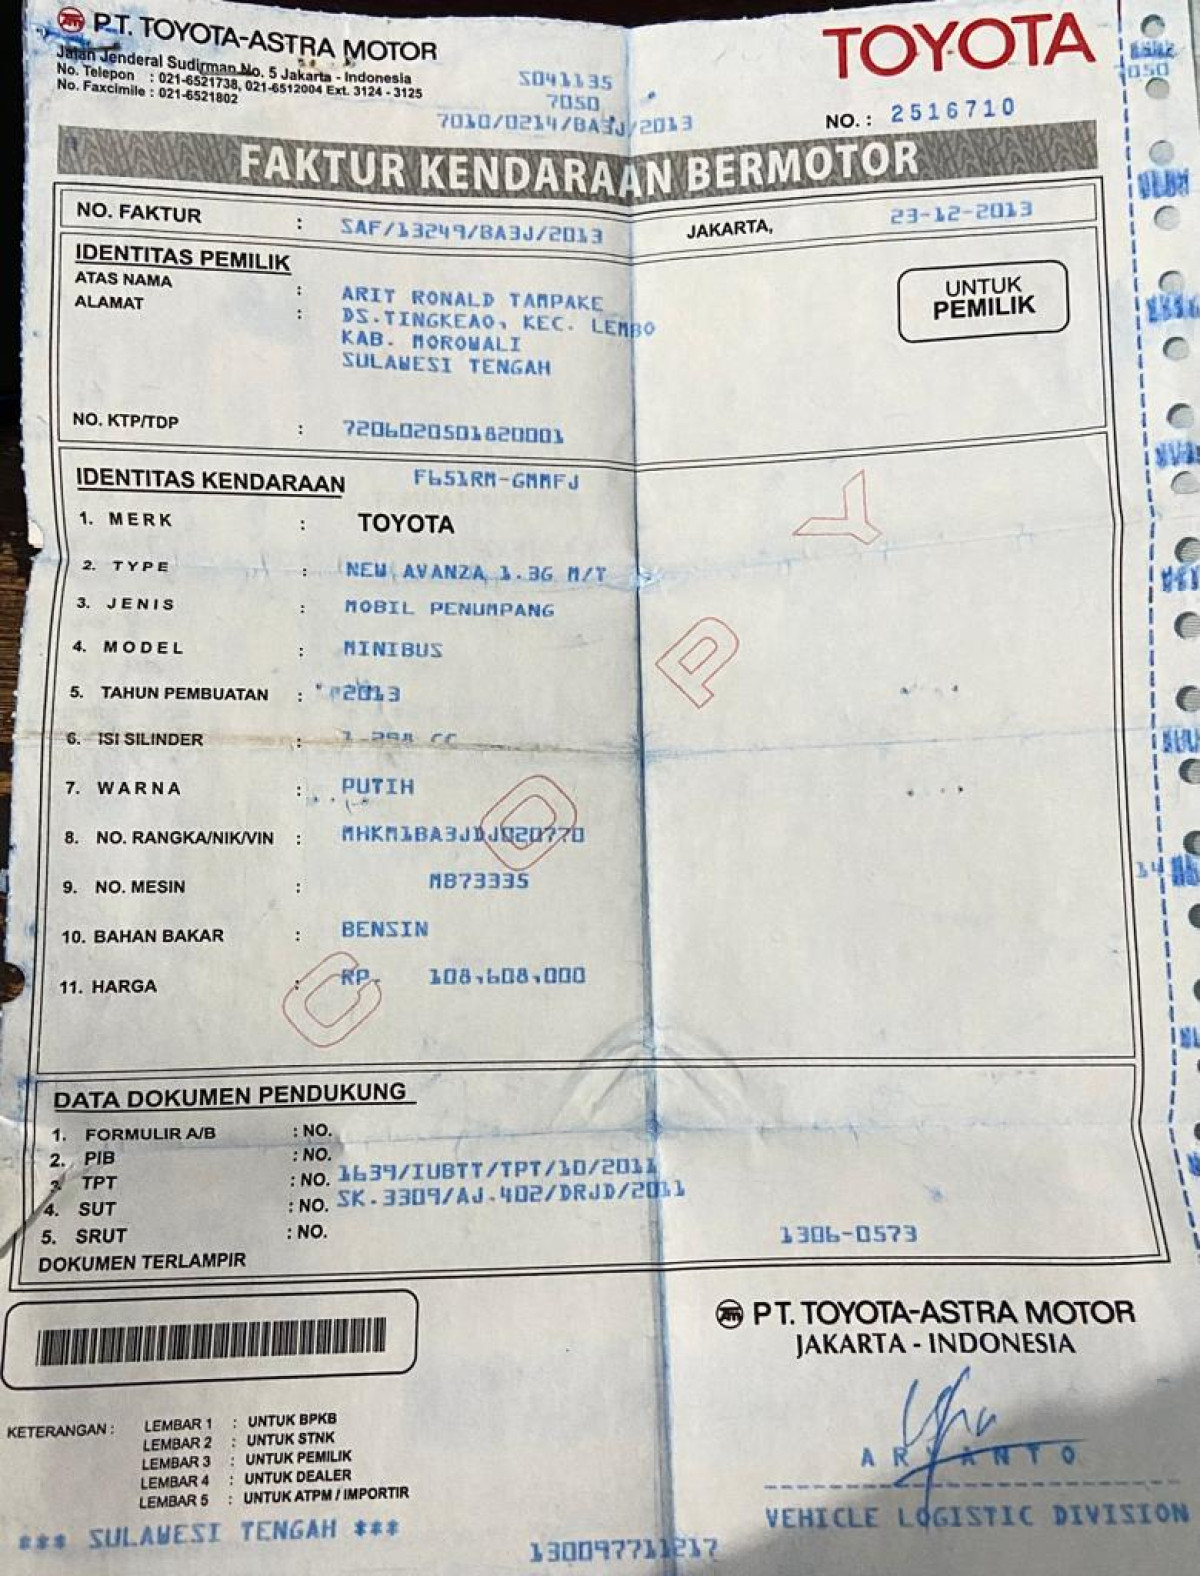 P.T. TOYOTA-ASTRA MOTOR
Jalan Jenderal Sudirman No. 5 Jakarta - Indonesia
No. Telepon : 021-6521738, 021-6512004 Ext. 3124 - 3125
No. Faxcimile : 021-6521802
S041135
7050
7010/0214/BA3J/2013
TOYOTA
NO. : 2516710
FAKTUR KENDARAAN BERMOTOR
NO. FAKTUR : SAF/13249/BA3J/2013 JAKARTA, 23-12-2013
IDENTITAS PEMILIK
ATAS NAMA : ARIT RONALD TAMPAKE
ALAMAT : DS.TINGKEAO, KEC. LEMBO
KAB. MOROWALI
SULAWESI TENGAH
UNTUK
PEMILIK
NO. KTP/TDP : 7206020501820001
IDENTITAS KENDARAAN F651RM-GMMFJ
1. MERK : TOYOTA
2. TYPE : NEW AVANZA 1.3G M/T
3. JENIS : MOBIL PENUMPANG
4. MODEL : MINIBUS
5. TAHUN PEMBUATAN : 2013
6. ISI SILINDER : 1.298 CC
7. WARNA : PUTIH
8. NO. RANGKA/NIK/VIN : MHKM1BA3JDJ020770
9. NO. MESIN : MB73335
10. BAHAN BAKAR : BENSIN
11. HARGA : RP. 108,608,000
COPY
DATA DOKUMEN PENDUKUNG
1. FORMULIR A/B : NO.
2. PIB : NO.
3. TPT : NO. 1639/IUBTT/TPT/10/2011
4. SUT : NO. SK.3309/AJ.402/DRJD/2011
5. SRUT : NO.
1306-0573
DOKUMEN TERLAMPIR
P.T. TOYOTA-ASTRA MOTOR
JAKARTA - INDONESIA
KETERANGAN : LEMBAR 1 : UNTUK BPKB
LEMBAR 2 : UNTUK STNK
LEMBAR 3 : UNTUK PEMILIK
LEMBAR 4 : UNTUK DEALER
LEMBAR 5 : UNTUK ATPM / IMPORTIR
ARYANTO
VEHICLE LOGISTIC DIVISION
*** SULAWESI TENGAH ***
130097711217